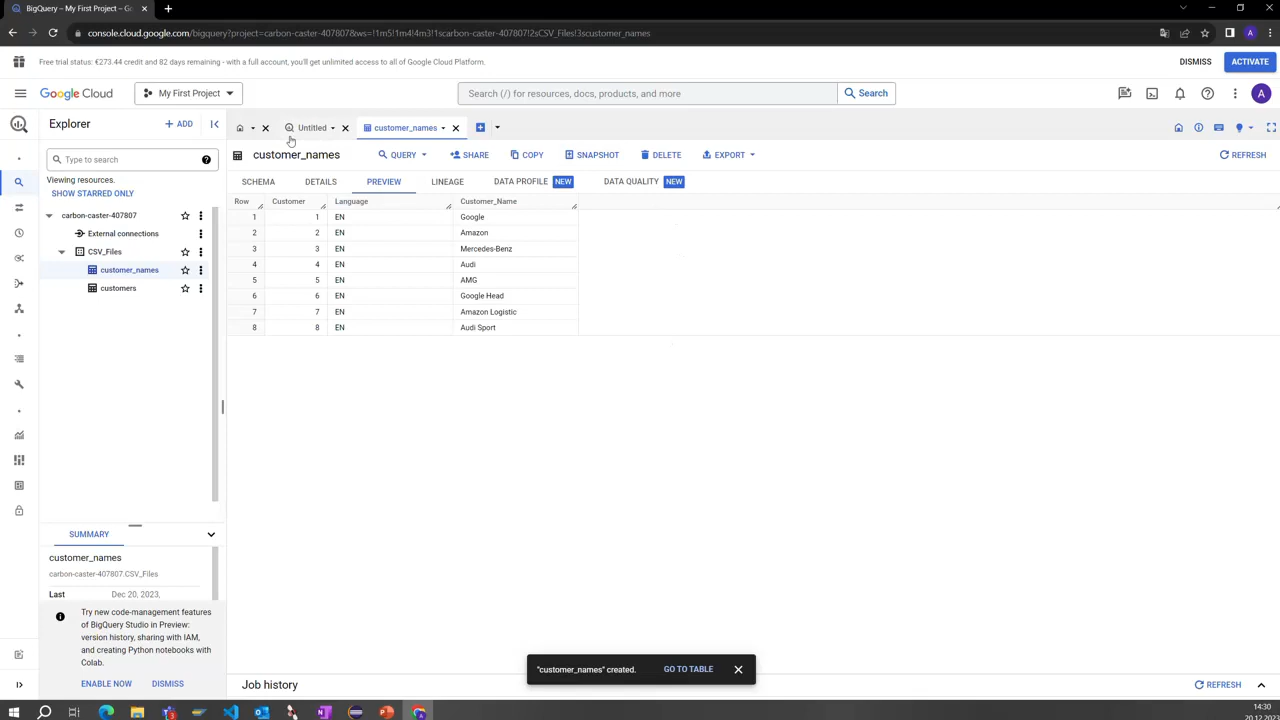 BigQuery – My First Project
console.cloud.google.com/bigquery?project=carbon-caster-407807&ws=!1m5!1m4!4m3!1scarbon-caster-407807!2sCSV_Files!3scustomer_names
A
Free trial status: €273.44 credit and 82 days remaining - with a full account, you'll get unlimited access to all of Google Cloud Platform.
DISMISS
ACTIVATE
Google Cloud
My First Project
Search (/) for resources, docs, products, and more
Search
A
Explorer
+ ADD
Untitled
customer_names
Type to search
customer_names
QUERY
SHARE
COPY
SNAPSHOT
DELETE
EXPORT
REFRESH
Viewing resources.
SHOW STARRED ONLY
SCHEMA
DETAILS
PREVIEW
LINEAGE
DATA PROFILE NEW
DATA QUALITY NEW
carbon-caster-407807
External connections
CSV_Files
customer_names
customers
Row Customer Language Customer_Name
1 1 EN Google
2 2 EN Amazon
3 3 EN Mercedes-Benz
4 4 EN Audi
5 5 EN AMG
6 6 EN Google Head
7 7 EN Amazon Logistic
8 8 EN Audi Sport
SUMMARY
customer_names
carbon-caster-407807.CSV_Files
Last Dec 20, 2023,
Try new code-management features
of BigQuery Studio in Preview:
version history, sharing with IAM,
and creating Python notebooks with
Colab.
ENABLE NOW
DISMISS
"customer_names" created.
GO TO TABLE
Job history
REFRESH
14:30
20.12.2023